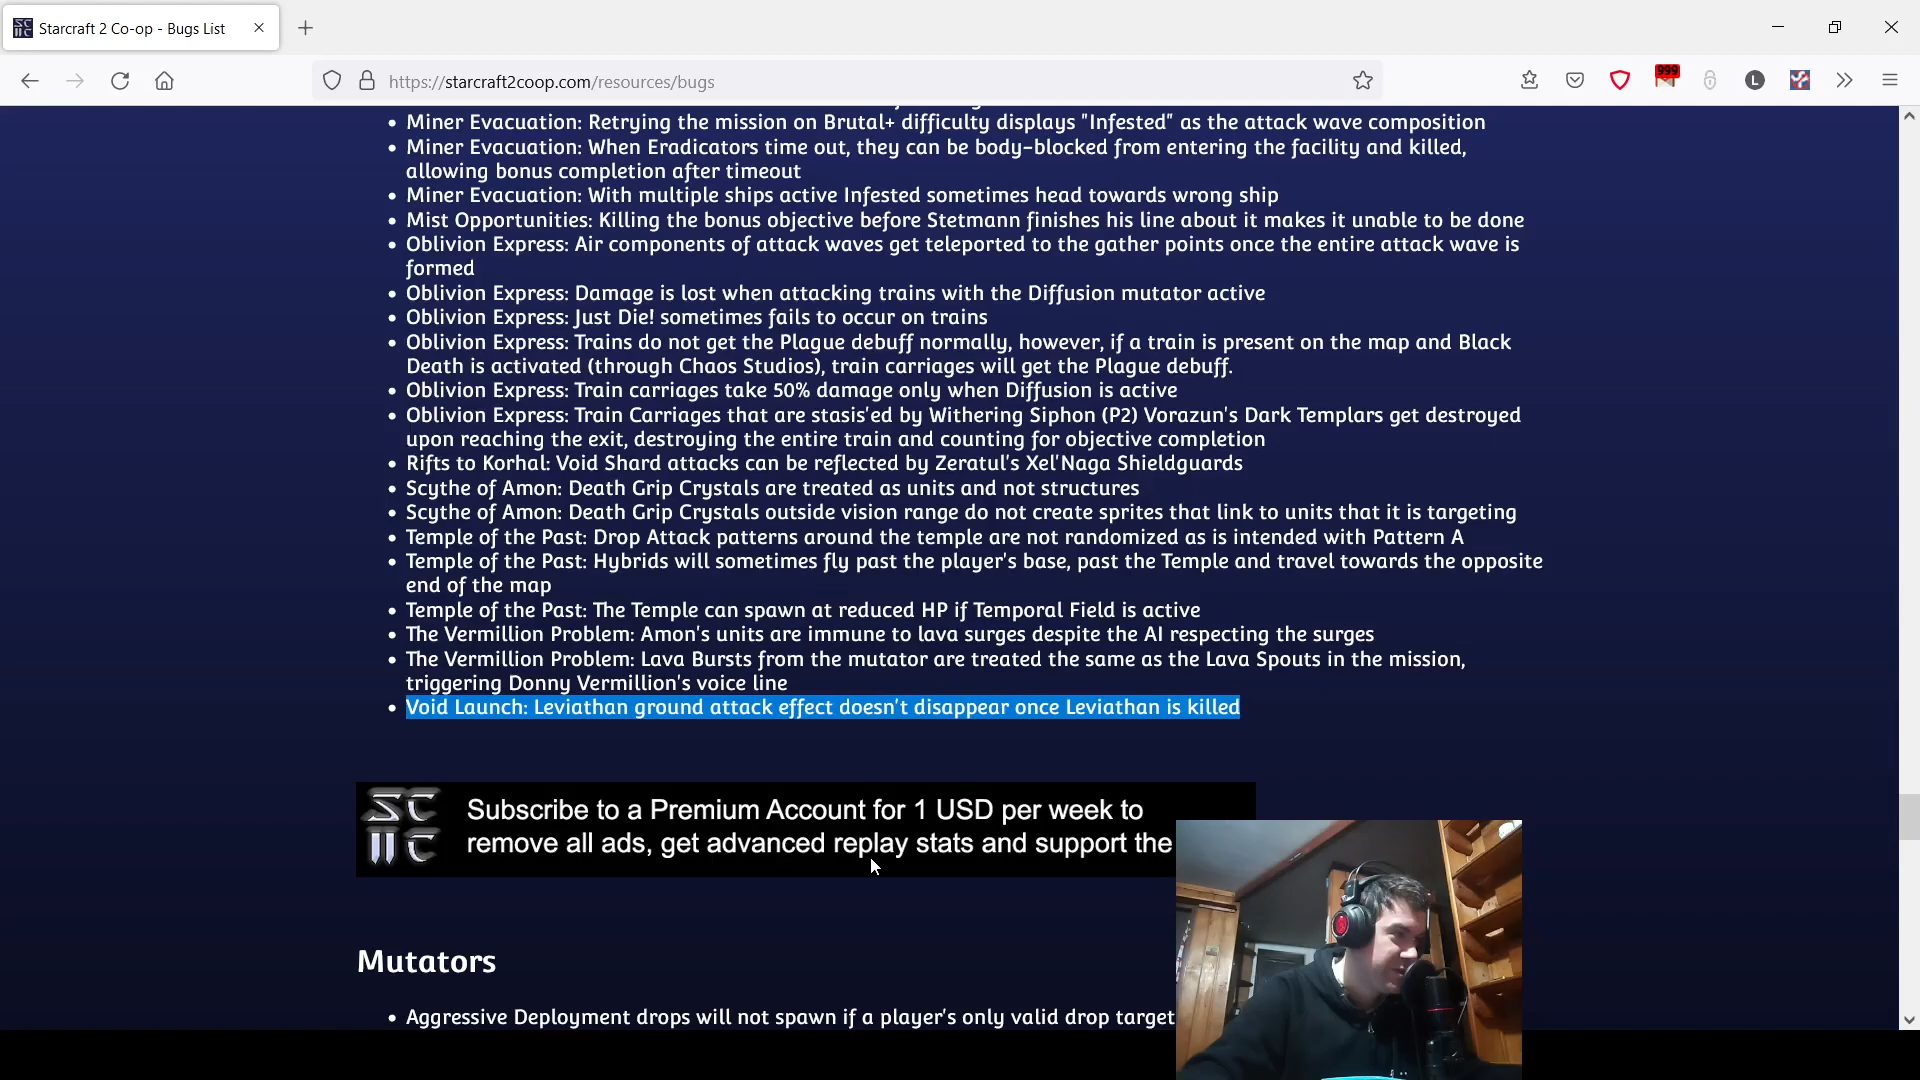 Starcraft 2 Co-op - Bugs List
https://starcraft2coop.com/resources/bugs
999
L
• Miner Evacuation: Retrying the mission on Brutal+ difficulty displays "Infested" as the attack wave composition
• Miner Evacuation: When Eradicators time out, they can be body-blocked from entering the facility and killed,
allowing bonus completion after timeout
• Miner Evacuation: With multiple ships active Infested sometimes head towards wrong ship
• Mist Opportunities: Killing the bonus objective before Stetmann finishes his line about it makes it unable to be done
• Oblivion Express: Air components of attack waves get teleported to the gather points once the entire attack wave is
formed
• Oblivion Express: Damage is lost when attacking trains with the Diffusion mutator active
• Oblivion Express: Just Die! sometimes fails to occur on trains
• Oblivion Express: Trains do not get the Plague debuff normally, however, if a train is present on the map and Black
Death is activated (through Chaos Studios), train carriages will get the Plague debuff.
• Oblivion Express: Train carriages take 50% damage only when Diffusion is active
• Oblivion Express: Train Carriages that are stasis'ed by Withering Siphon (P2) Vorazun's Dark Templars get destroyed
upon reaching the exit, destroying the entire train and counting for objective completion
• Rifts to Korhal: Void Shard attacks can be reflected by Zeratul's Xel'Naga Shieldguards
• Scythe of Amon: Death Grip Crystals are treated as units and not structures
• Scythe of Amon: Death Grip Crystals outside vision range do not create sprites that link to units that it is targeting
• Temple of the Past: Drop Attack patterns around the temple are not randomized as is intended with Pattern A
• Temple of the Past: Hybrids will sometimes fly past the player's base, past the Temple and travel towards the opposite
end of the map
• Temple of the Past: The Temple can spawn at reduced HP if Temporal Field is active
• The Vermillion Problem: Amon's units are immune to lava surges despite the AI respecting the surges
• The Vermillion Problem: Lava Bursts from the mutator are treated the same as the Lava Spouts in the mission,
triggering Donny Vermillion's voice line
• Void Launch: Leviathan ground attack effect doesn't disappear once Leviathan is killed
SC
IIC
Subscribe to a Premium Account for 1 USD per week to
remove all ads, get advanced replay stats and support the
Mutators
• Aggressive Deployment drops will not spawn if a player's only valid drop target